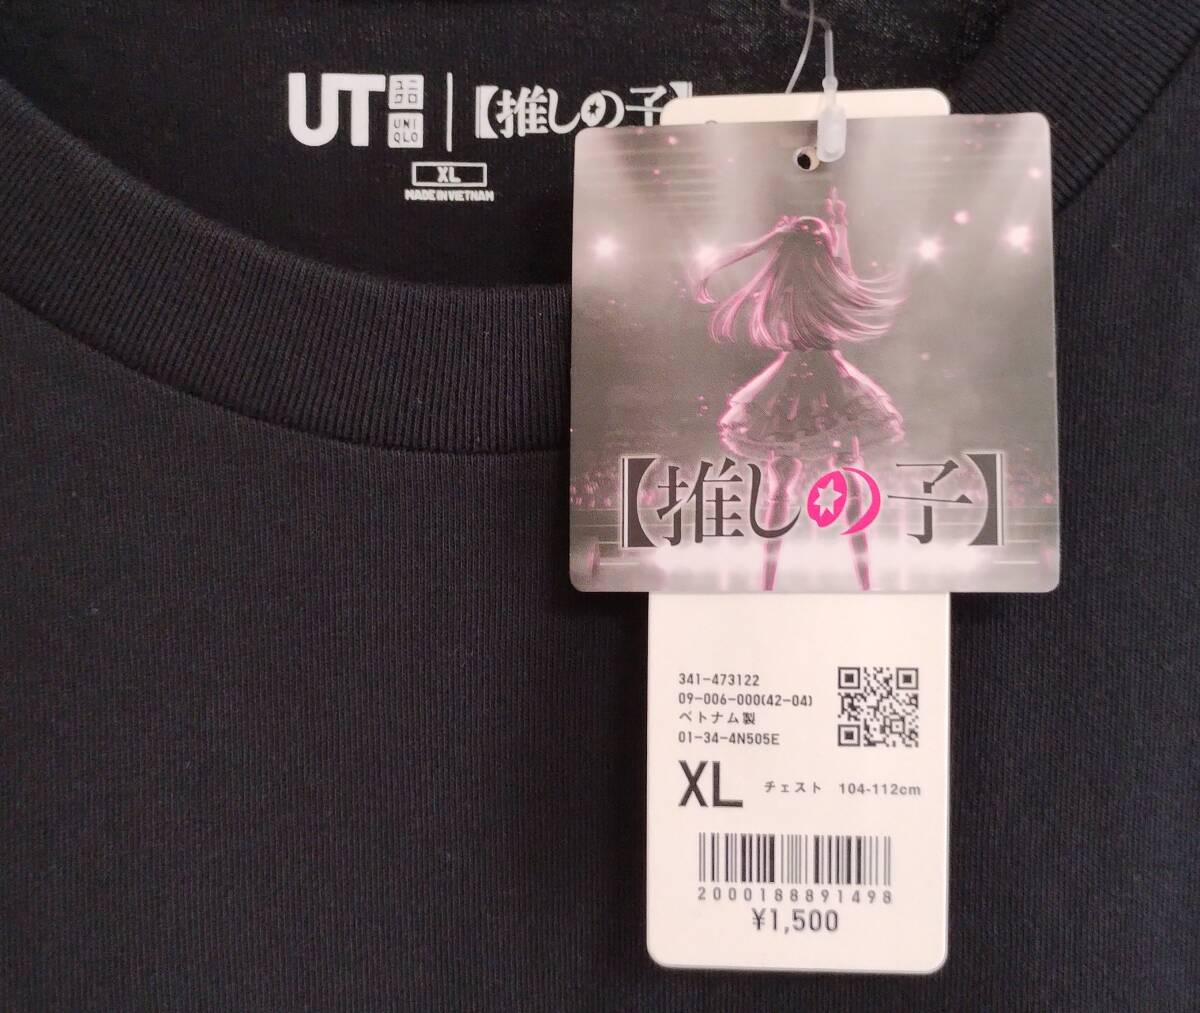 UT UNIQLO 【推しの子】
XL
MADE IN VIETNAM
【推しの子】
341-473122
09-006-000(42-04)
ベトナム製
01-34-4N505E
XL チェスト 104-112cm
2000188891498
¥1,500